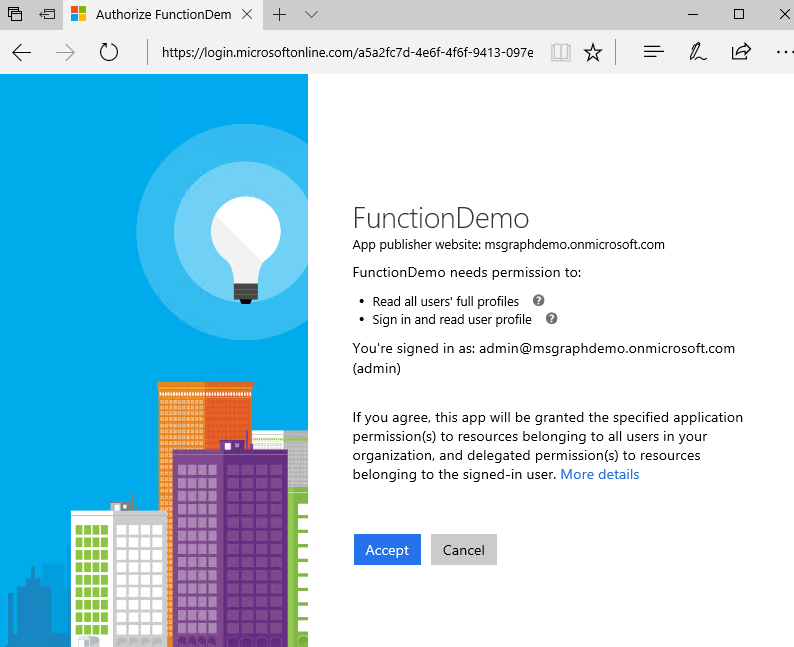 Authorize FunctionDem
https://login.microsoftonline.com/a5a2fc7d-4e6f-4f6f-9413-097e
FunctionDemo
App publisher website: msgraphdemo.onmicrosoft.com
FunctionDemo needs permission to:
• Read all users' full profiles ?
• Sign in and read user profile ?
You're signed in as: admin@msgraphdemo.onmicrosoft.com
(admin)
If you agree, this app will be granted the specified application
permission(s) to resources belonging to all users in your
organization, and delegated permission(s) to resources
belonging to the signed-in user. More details
Accept Cancel